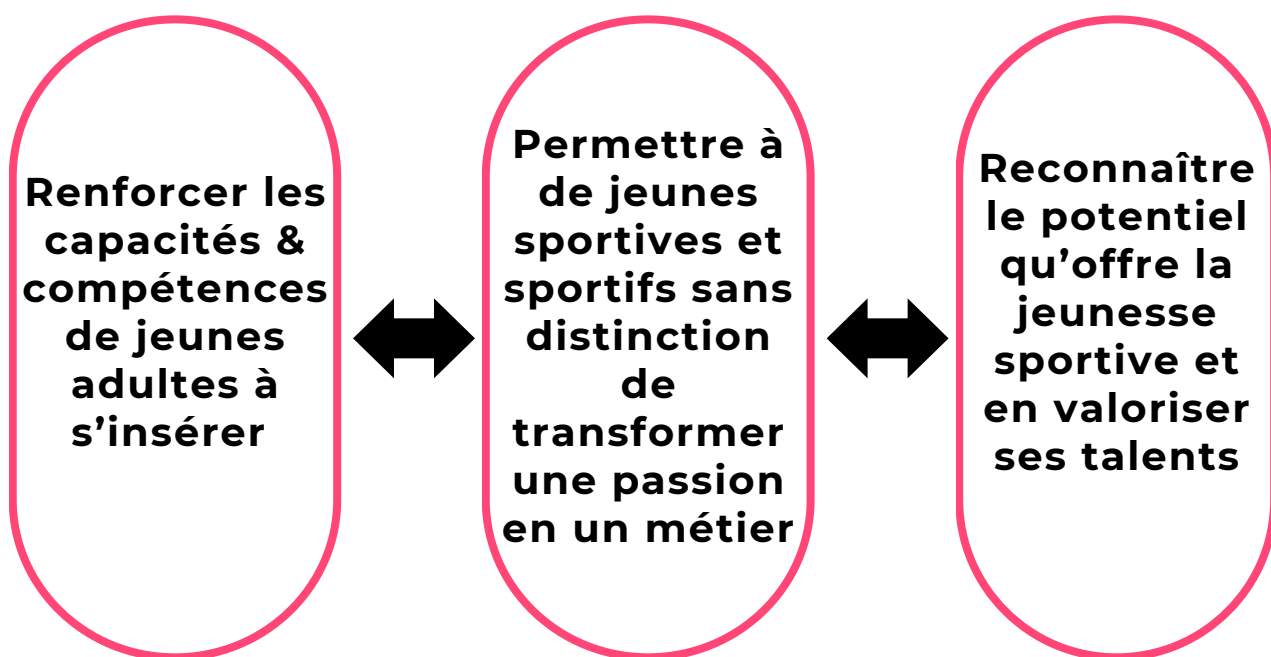 Renforcer les
capacités &
compétences
de jeunes
adultes à
s’insérer
Permettre à
de jeunes
sportives et
sportifs sans
distinction
de
transformer
une passion
en un métier
Reconnaître
le potentiel
qu’offre la
jeunesse
sportive et
en valoriser
ses talents